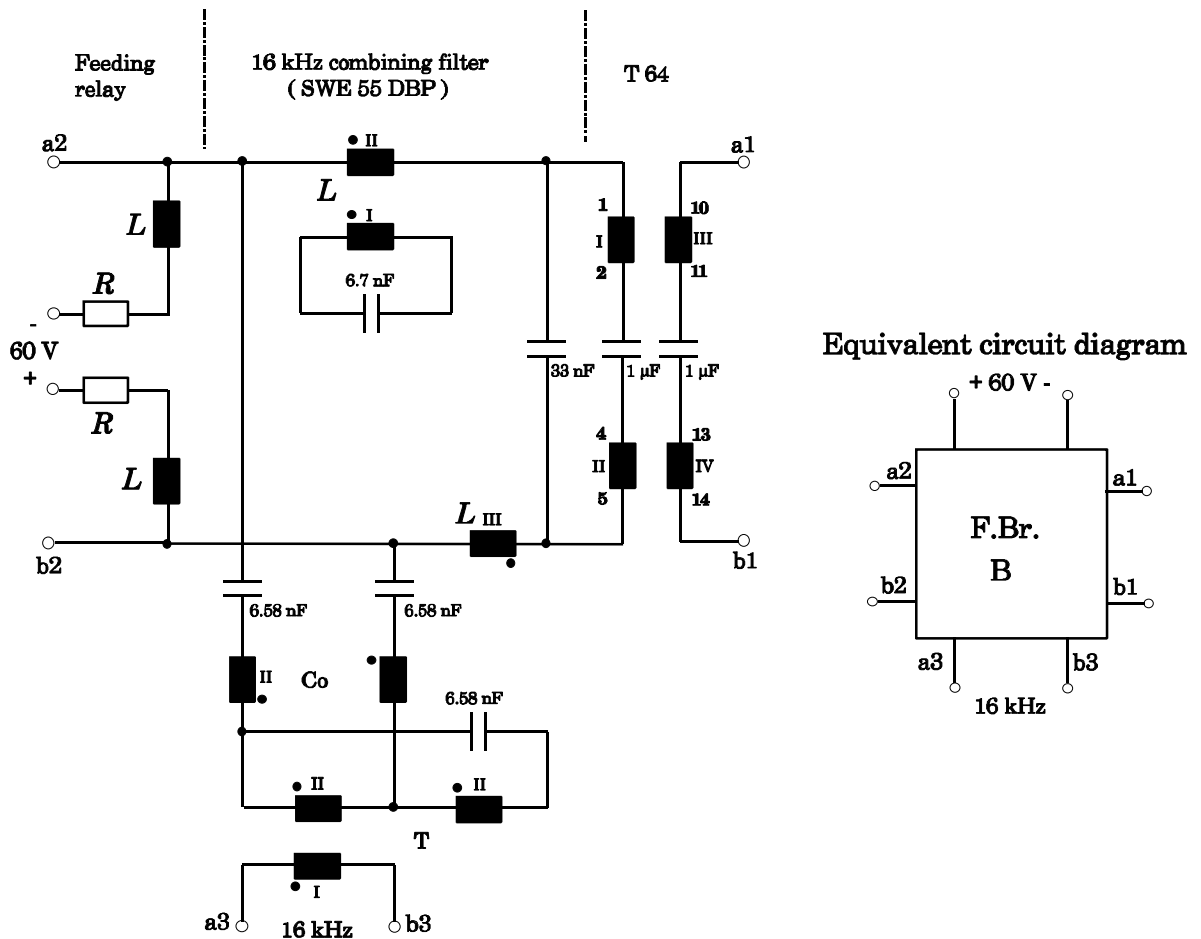 Feeding
relay
16 kHz combining filter
( SWE 55 DBP )
T 64
a2
II
L
a1
I
L
6.7 nF
1
I
2
10
III
11
R
-
60 V
+
R
33 nF
1 µF
1 µF
L
4
II
5
13
IV
14
L III
b2
b1
6.58 nF
6.58 nF
II
Co
6.58 nF
II
II
T
I
a3
16 kHz
b3
Equivalent circuit diagram
+ 60 V -
a2
a1
F.Br.
B
b2
b1
a3
b3
16 kHz